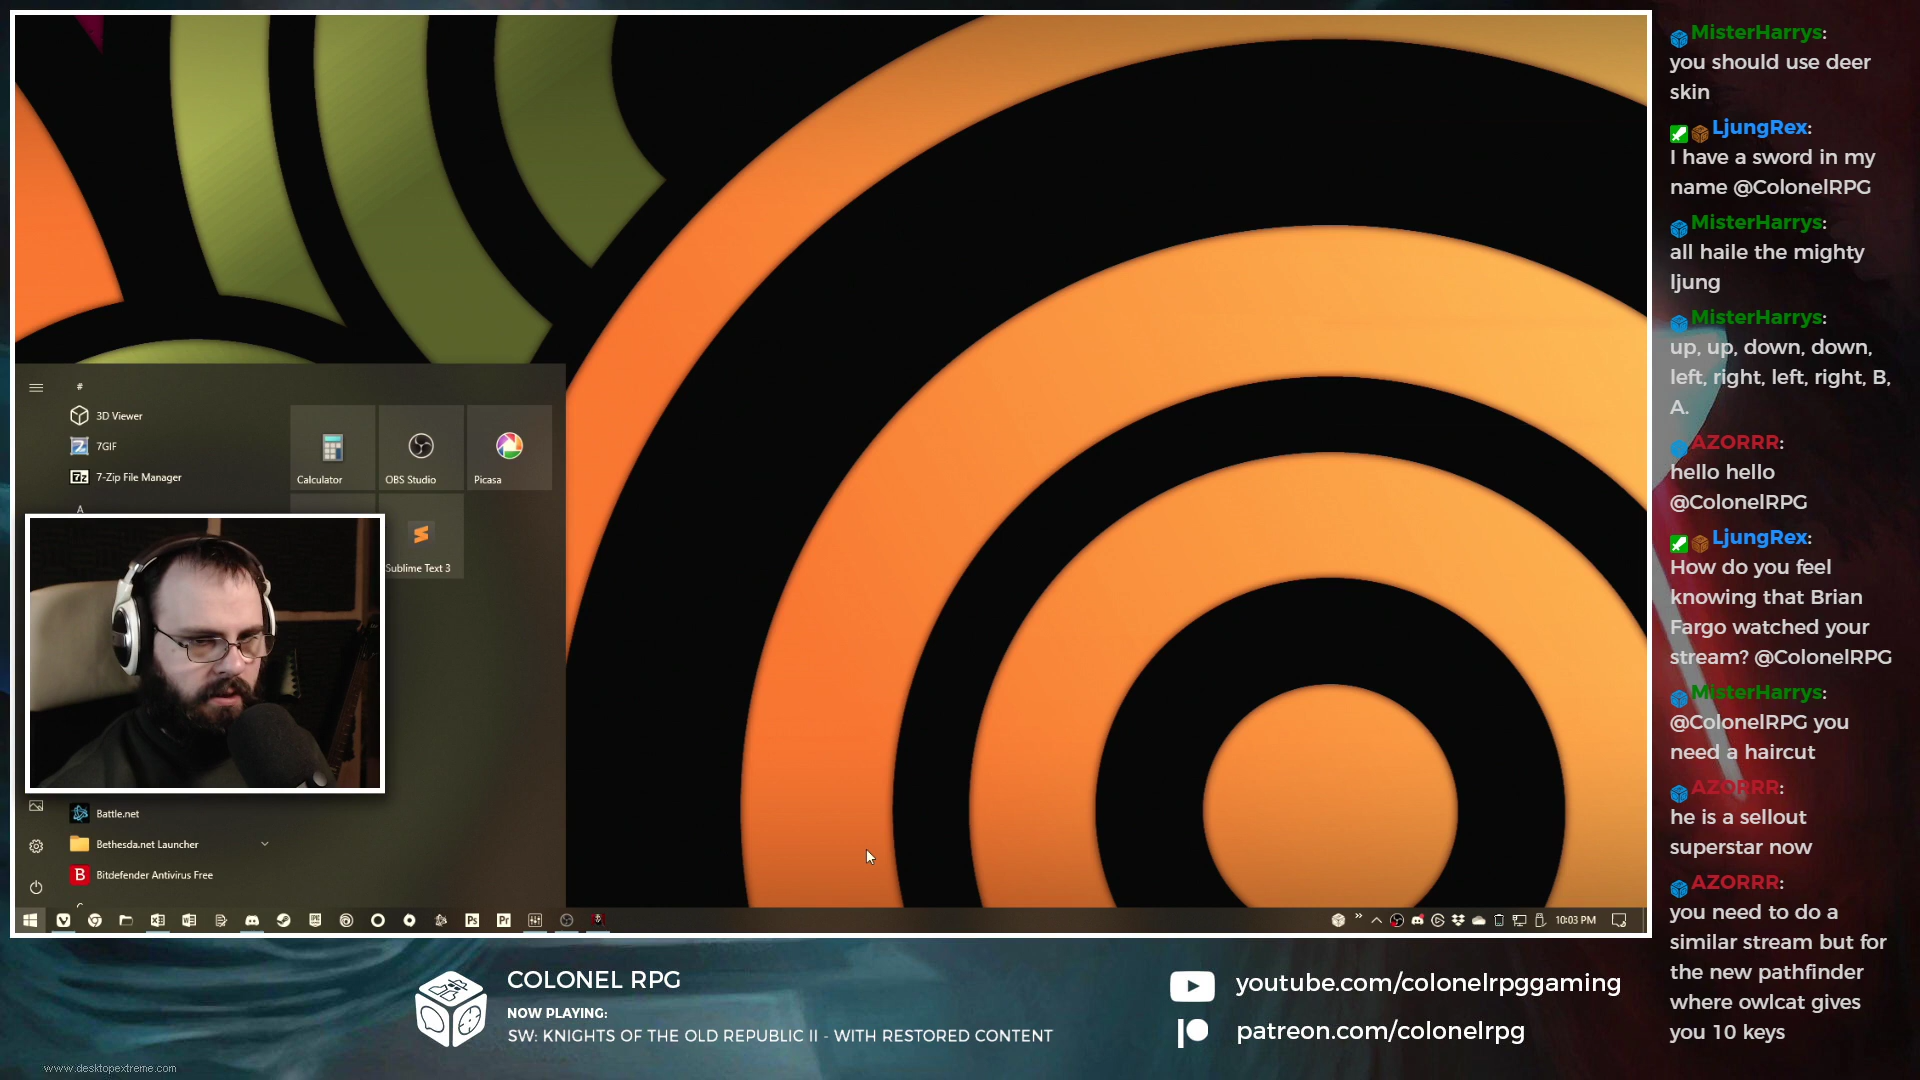 #
3D Viewer
7GIF
7-Zip File Manager
A
Calculator
OBS Studio
Picasa
Sublime Text 3
Battle.net
Bethesda.net Launcher
Bitdefender Antivirus Free
10:03 PM
MisterHarrys:
you should use deer
skin
LjungRex:
I have a sword in my
name @ColonelRPG
MisterHarrys:
all haile the mighty
ljung
MisterHarrys:
up, up, down, down,
left, right, left, right, B,
A.
AZORRR:
hello hello
@ColonelRPG
LjungRex:
How do you feel
knowing that Brian
Fargo watched your
stream? @ColonelRPG
MisterHarrys:
@ColonelRPG you
need a haircut
AZORRR:
he is a sellout
superstar now
AZORRR:
you need to do a
similar stream but for
the new pathfinder
where owlcat gives
you 10 keys
COLONEL RPG
NOW PLAYING:
SW: KNIGHTS OF THE OLD REPUBLIC II - WITH RESTORED CONTENT
youtube.com/colonelrpggaming
patreon.com/colonelrpg
www.desktopextreme.com